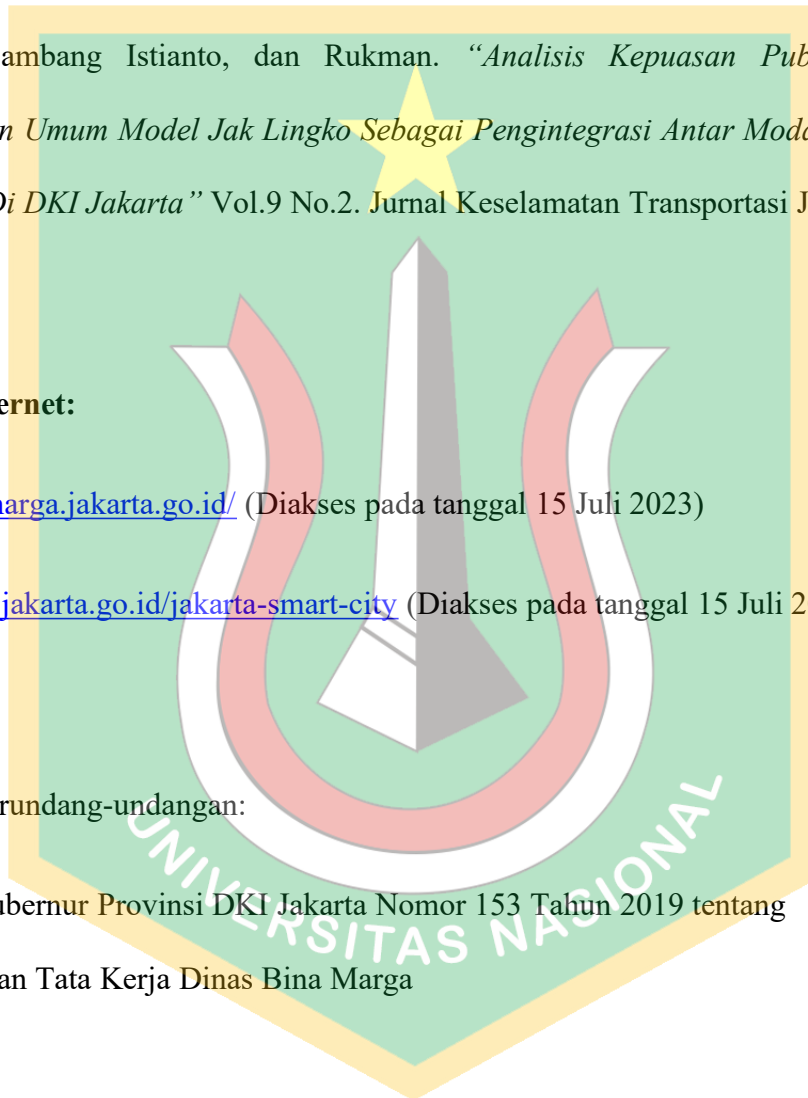 ambang Istianto, dan Rukman. “Analisis Kepuasan Pub
n Umum Model Jak Lingko Sebagai Pengintegrasi Antar Moda
Di DKI Jakarta” Vol.9 No.2. Jurnal Keselamatan Transportasi J
ernet:
marga.jakarta.go.id/ (Diakses pada tanggal 15 Juli 2023)
jakarta.go.id/jakarta-smart-city (Diakses pada tanggal 15 Juli 2
rundang-undangan:
ubernur Provinsi DKI Jakarta Nomor 153 Tahun 2019 tentang
an Tata Kerja Dinas Bina Marga
UNIVERSITAS NASIONAL